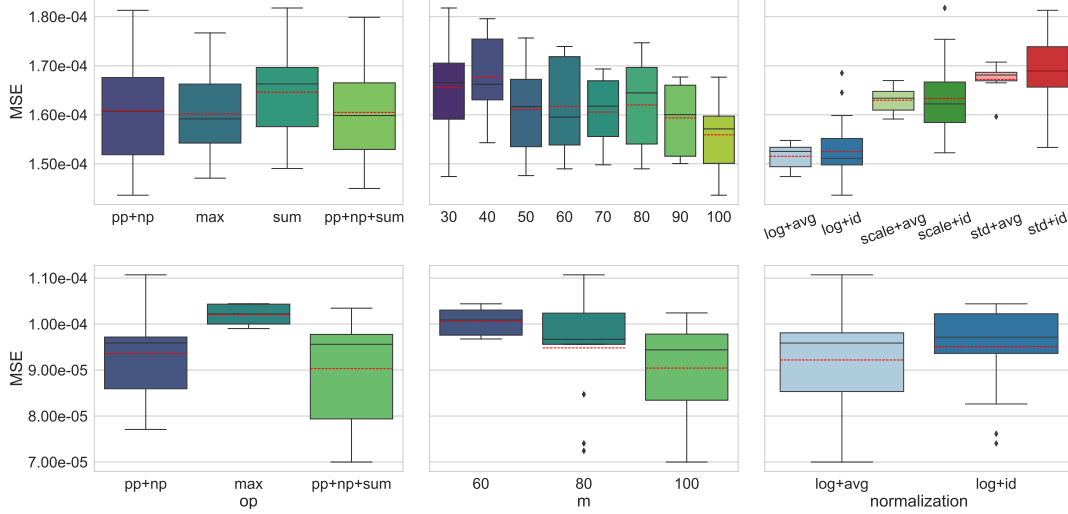 1.80e-04
1.70e-04
1.60e-04
1.50e-04
MSE
pp+np max sum pp+np+sum
30 40 50 60 70 80 90 100
log+avg log+id scale+avg scale+id std+avg std+id
1.10e-04
1.00e-04
9.00e-05
8.00e-05
7.00e-05
MSE
pp+np max pp+np+sum
op
60 80 100
m
log+avg log+id
normalization